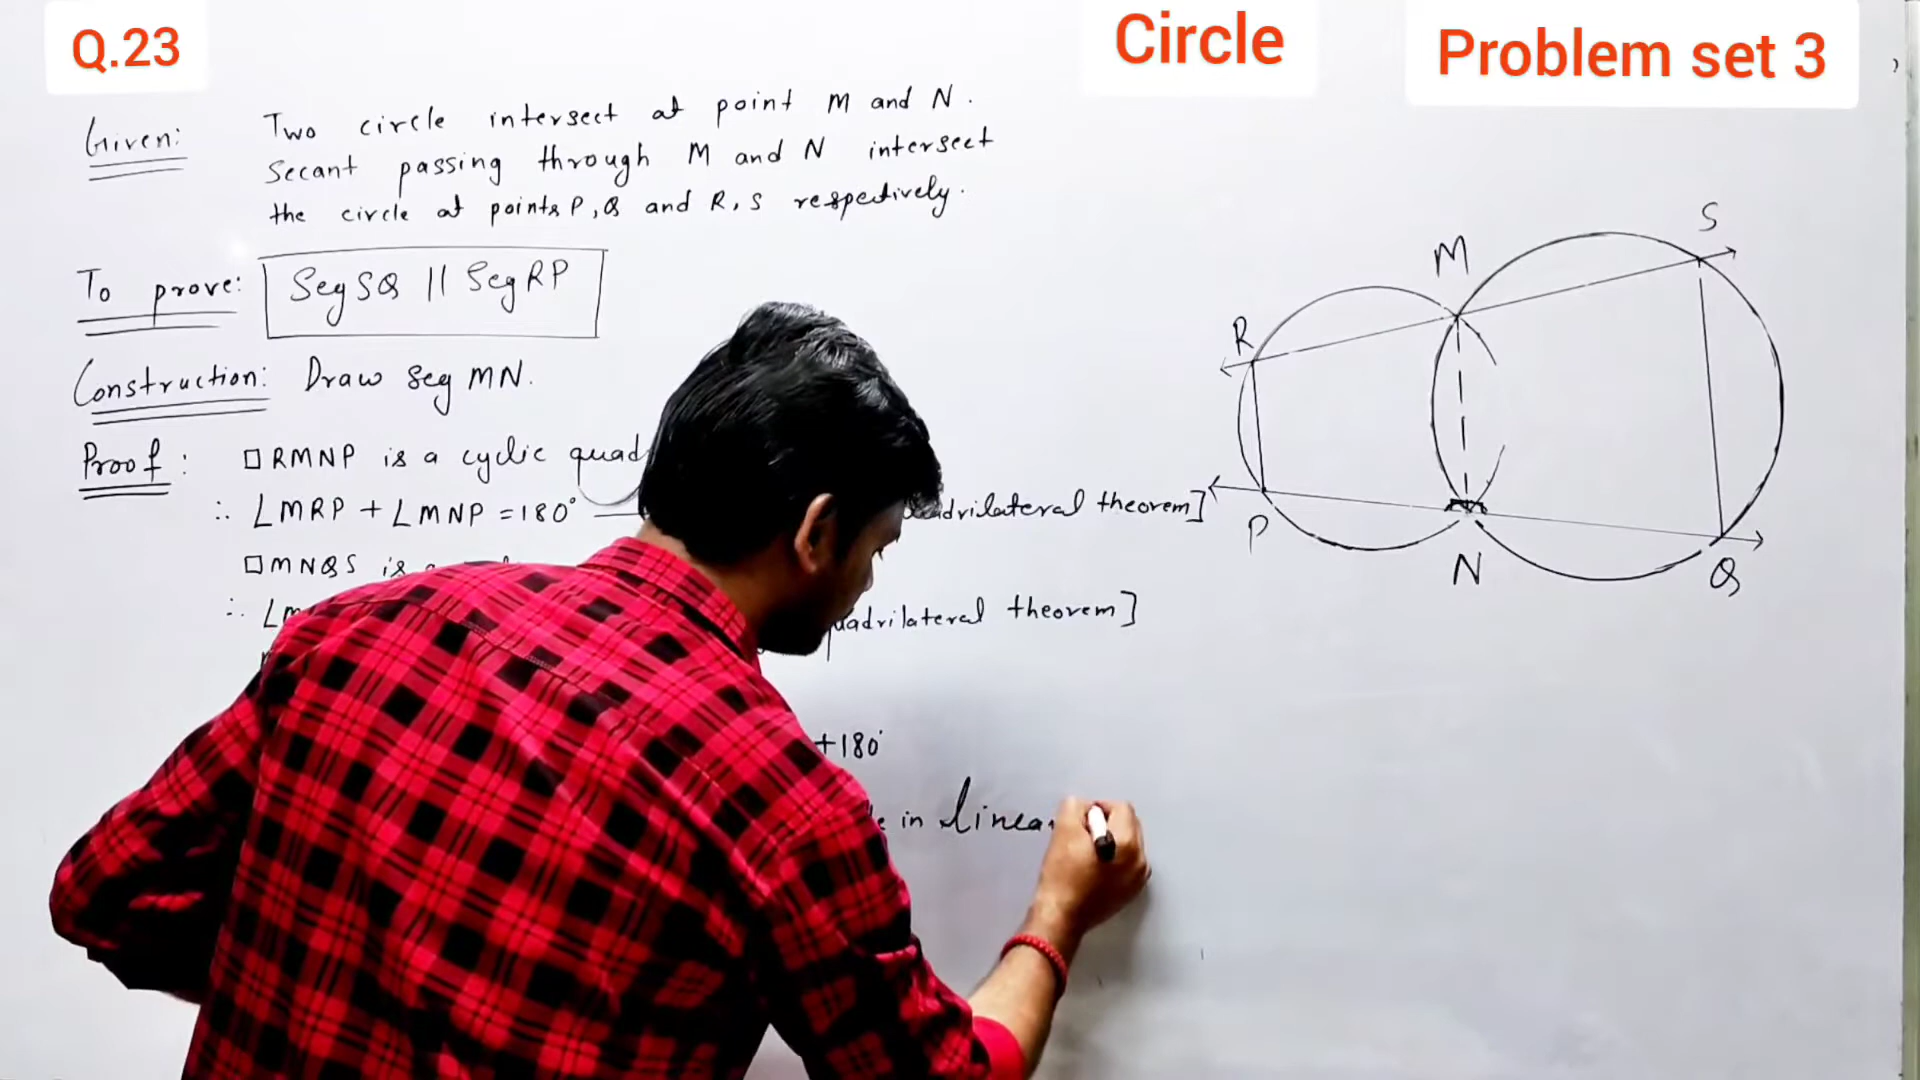 Q.23
Circle
Problem set 3
Given: Two circle intersect at point M and N.
Secant passing through M and N intersect
the circle at points P, Q and R, S respectively.
To prove: Seg SQ || Seg RP
Construction: Draw seg MN.
Proof: □RMNP is a cyclic quad
∴ ∠MRP + ∠MNP = 180°
adrilateral theorem]
□MNQS is a
∴ ∠m
uadrilateral theorem]
+180°
in linear
S
M
R
P
N
Q